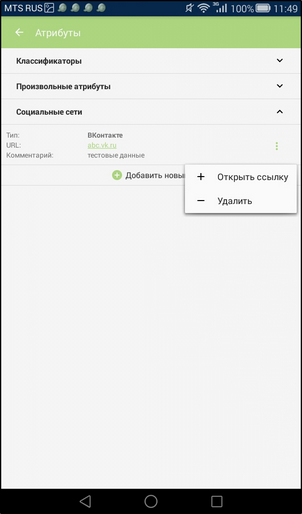 MTS RUS 3G 100% 11:49
Атрибуты
Классификаторы
Произвольные атрибуты
Социальные сети
Тип: ВКонтакте
URL: abc.vk.ru
Комментарий: тестовые данные
Добавить новы
Открыть ссылку
Удалить